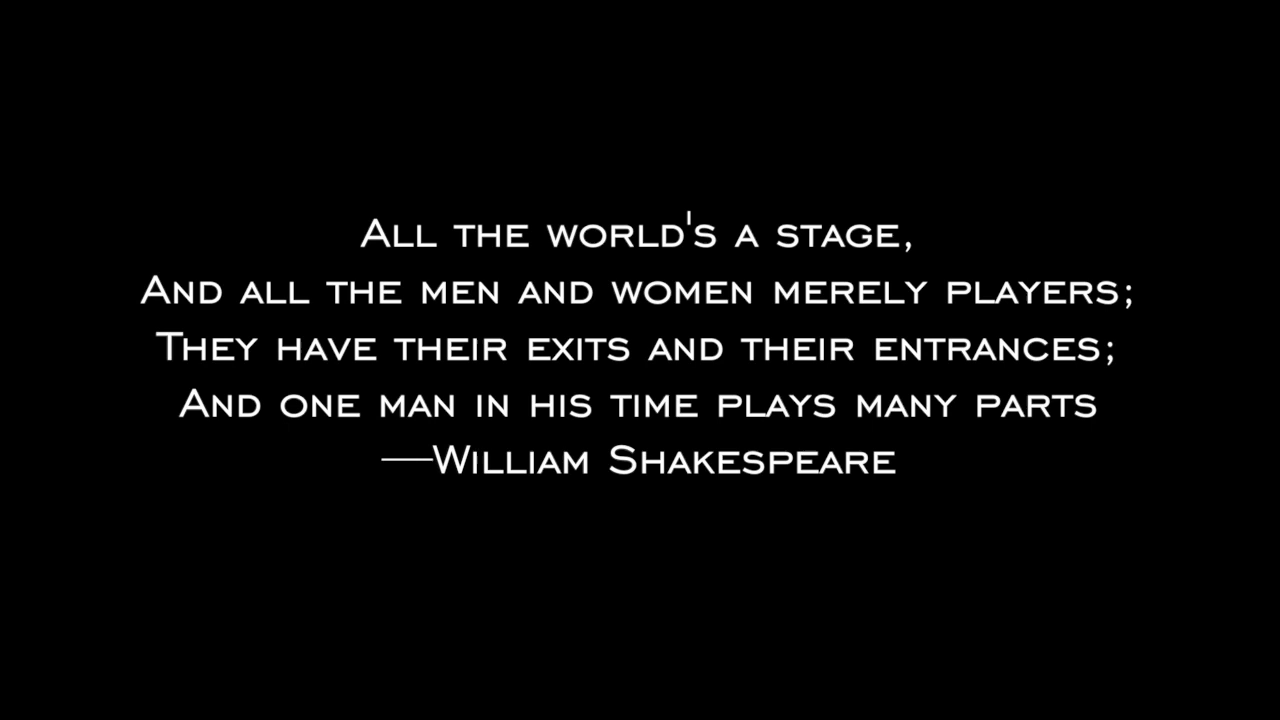 All the world's a stage,
And all the men and women merely players;
They have their exits and their entrances;
And one man in his time plays many parts
—William Shakespeare